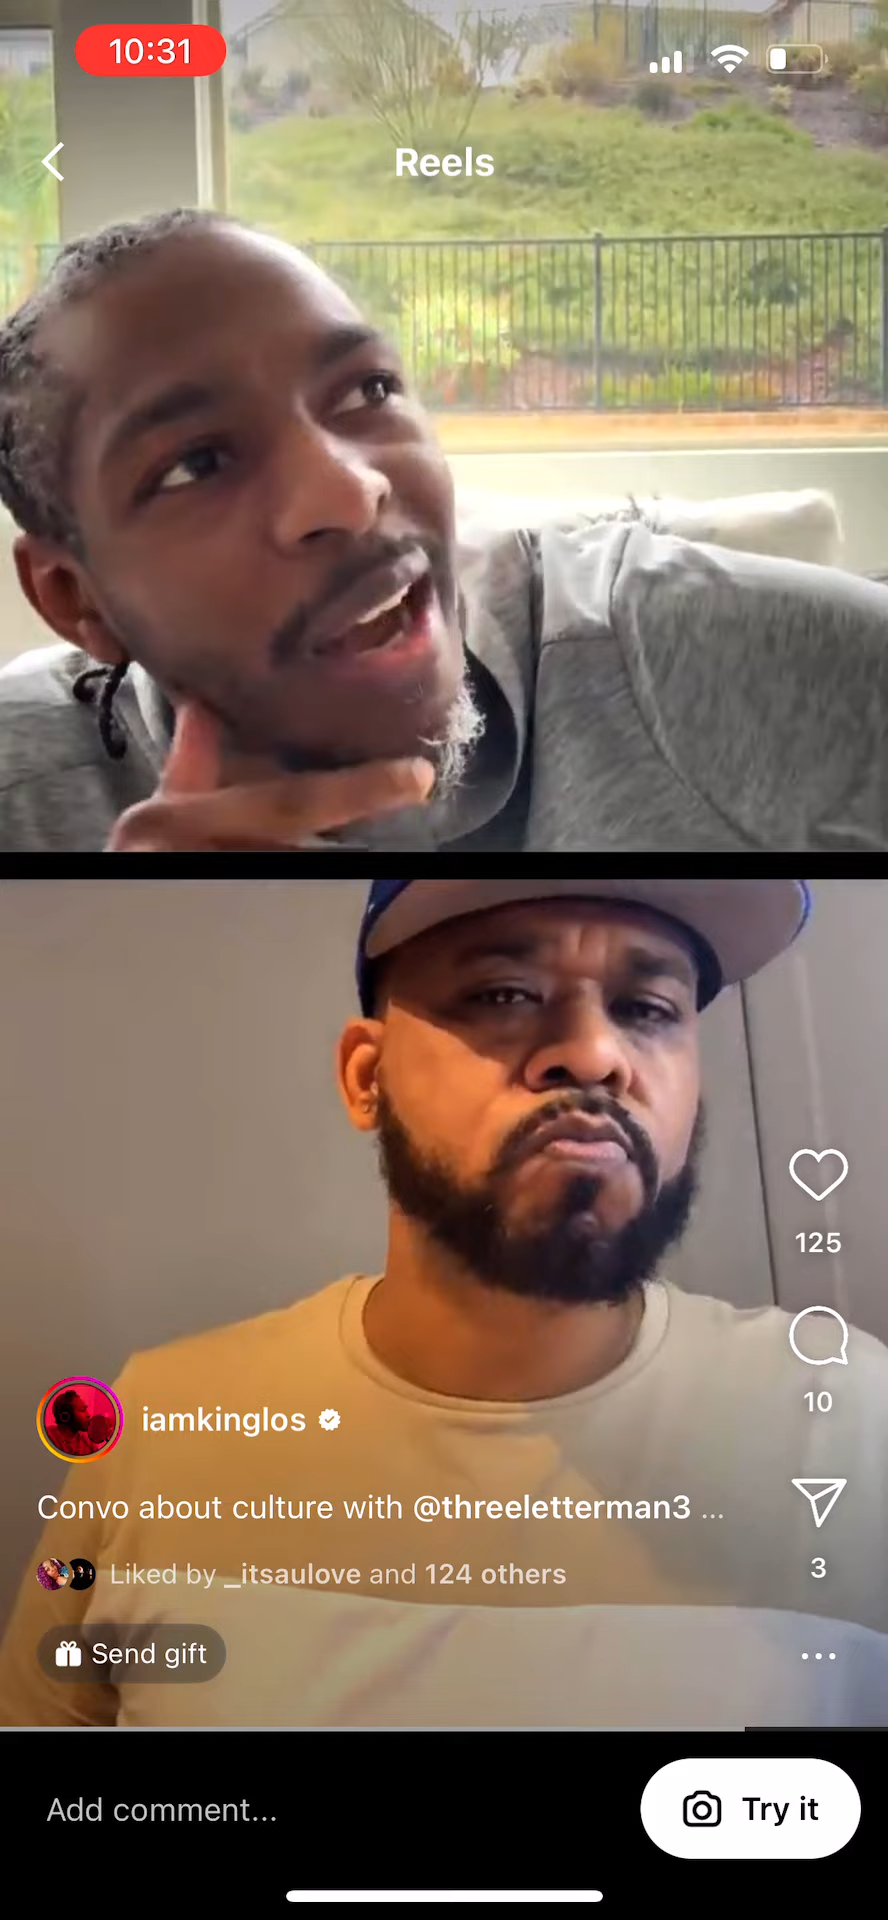 10:31
Reels
125
10
iamkinglos
Convo about culture with @threeletterman3 ...
3
Liked by _itsaulove and 124 others
Send gift
Add comment...
Try it